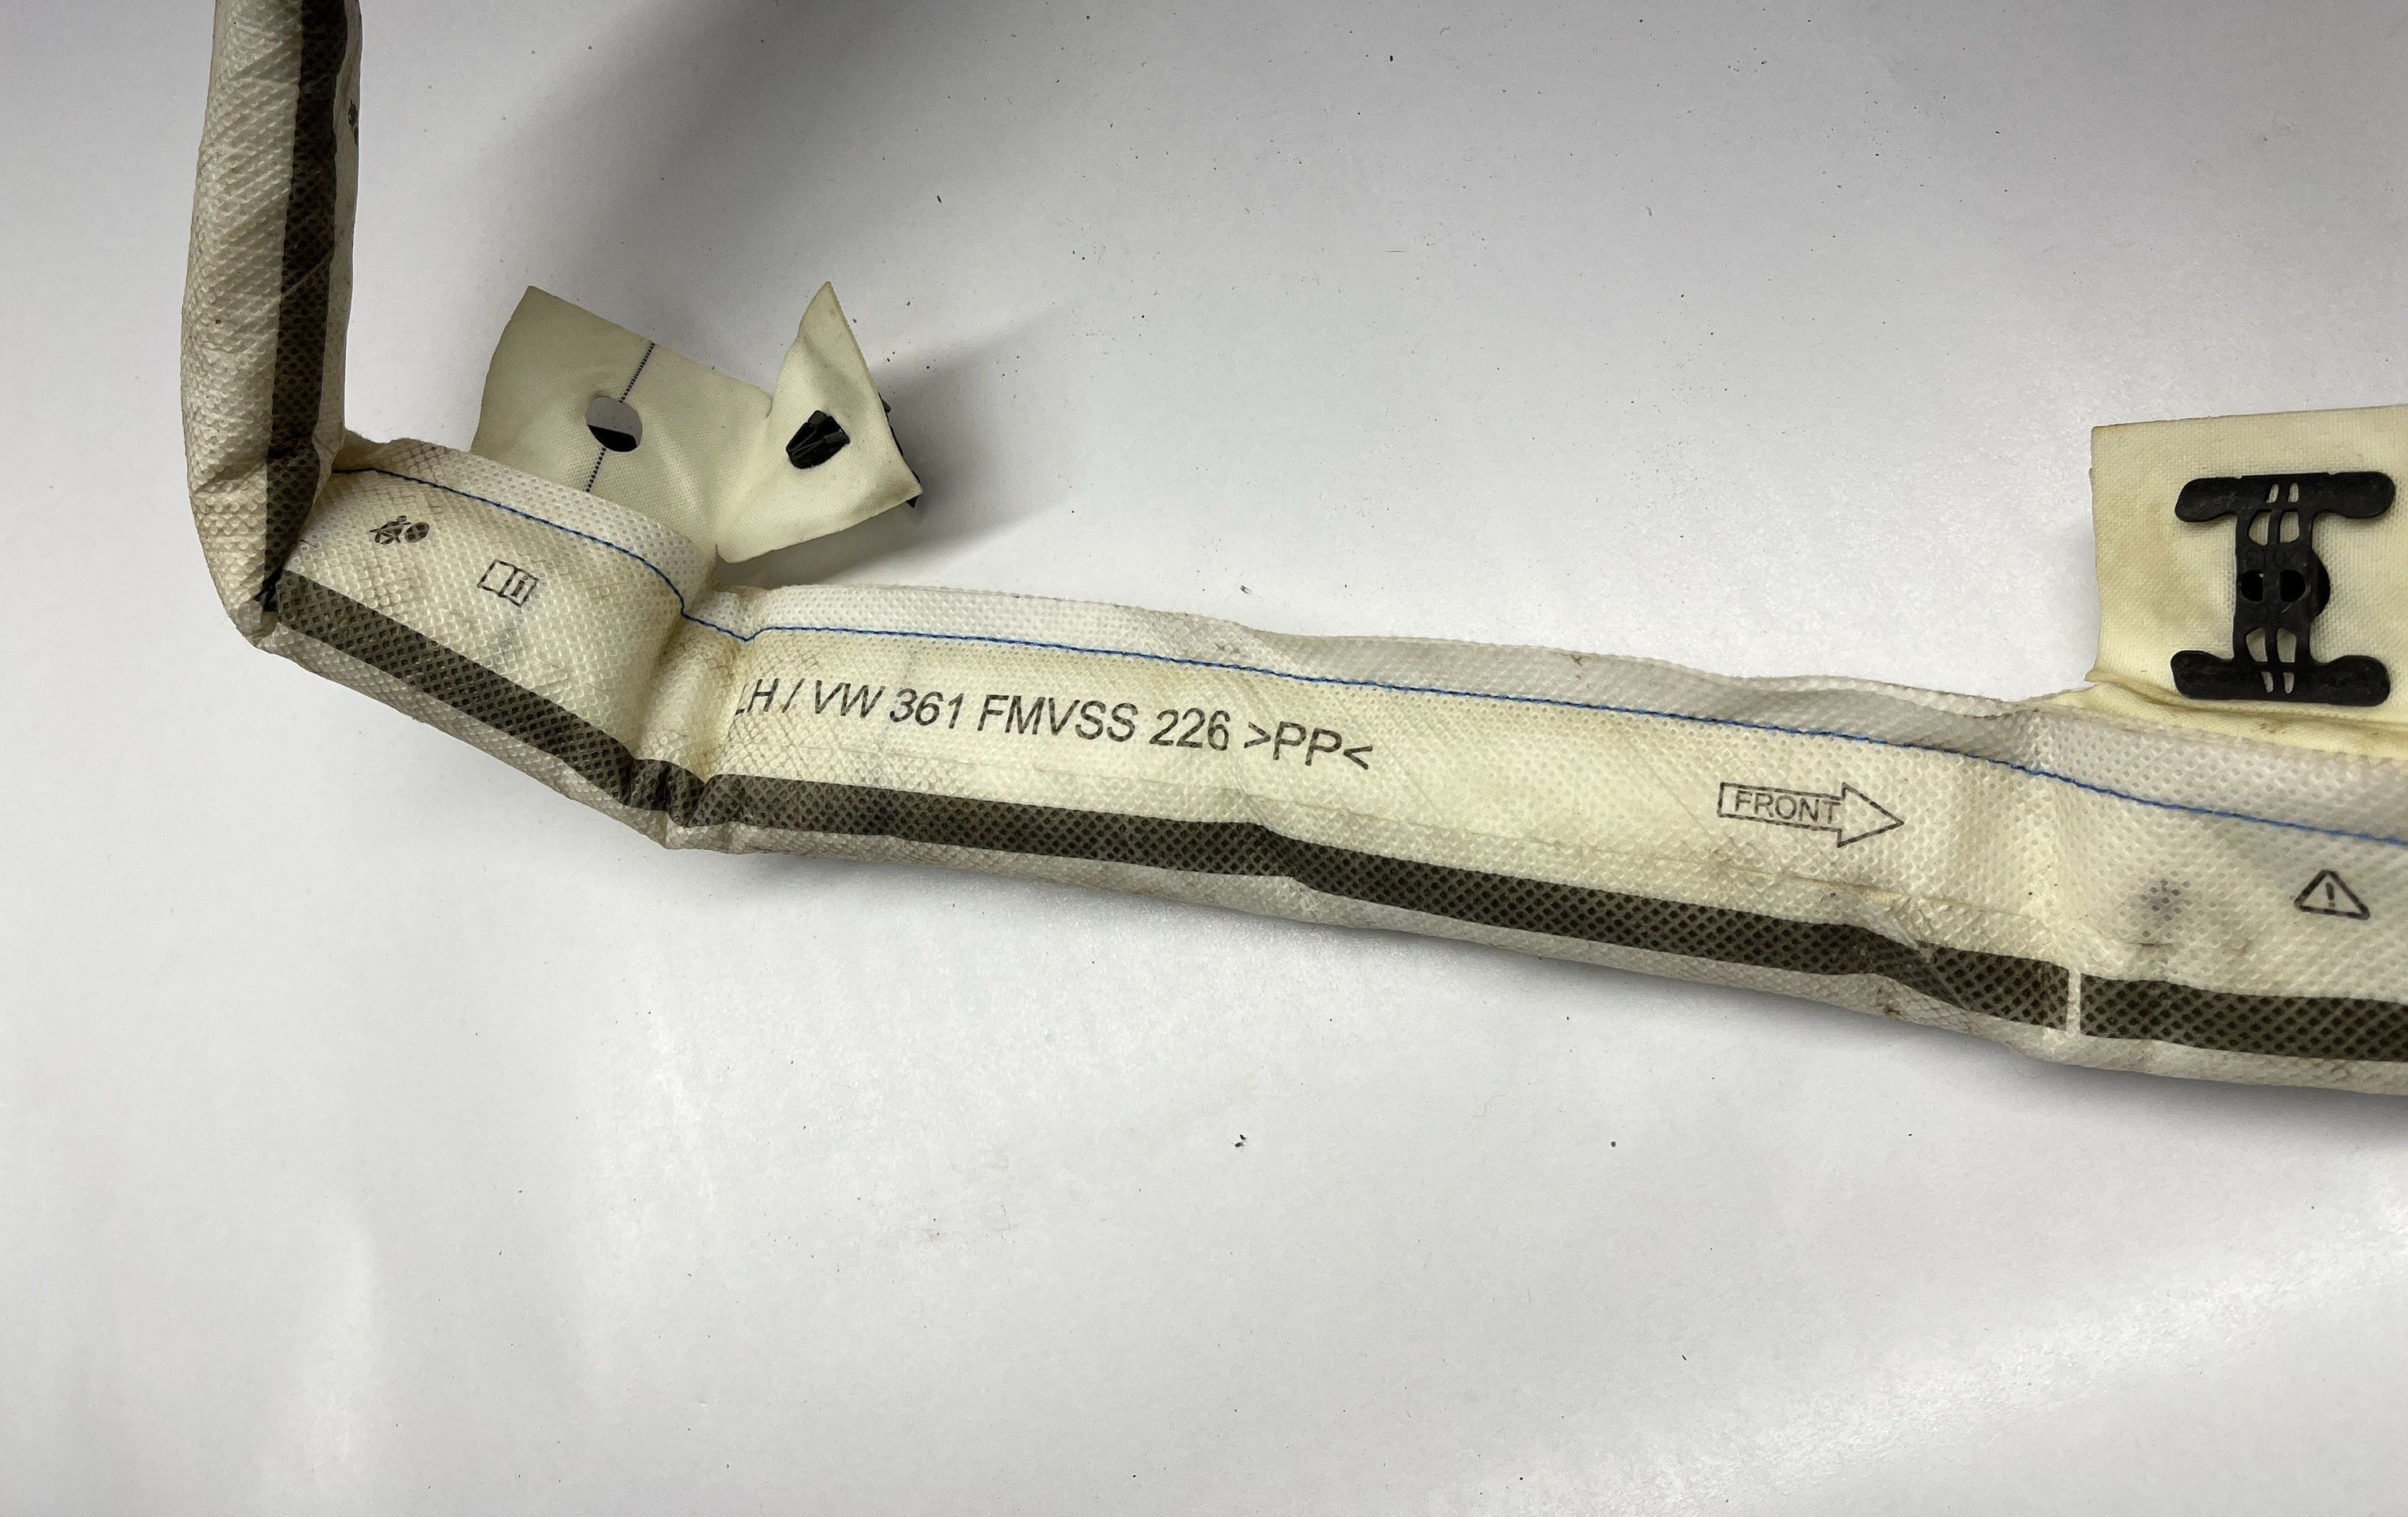 LH / VW 361 FMVSS 226 >PP<
FRONT